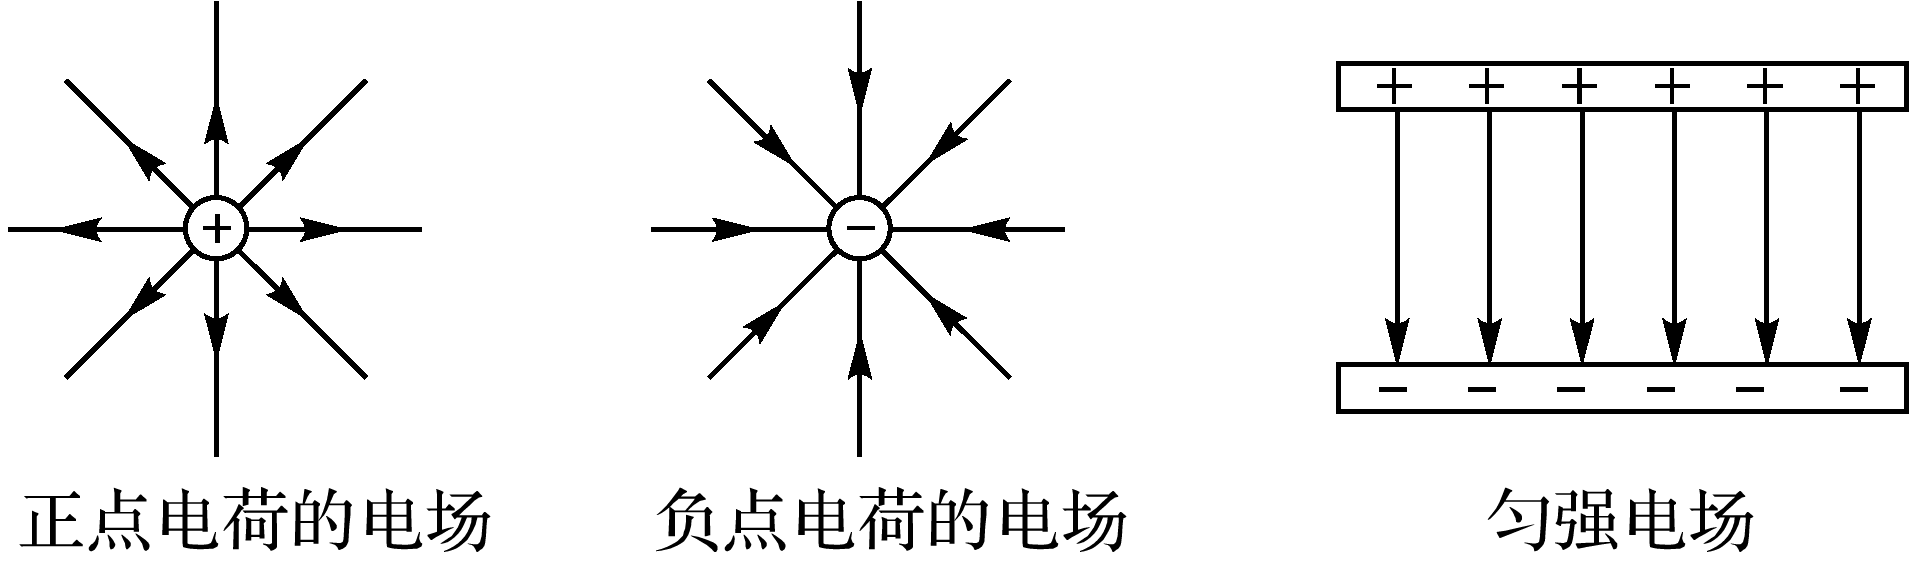 +
−
+ + + + + +
− − − − − −
正点电荷的电场
负点电荷的电场
匀强电场